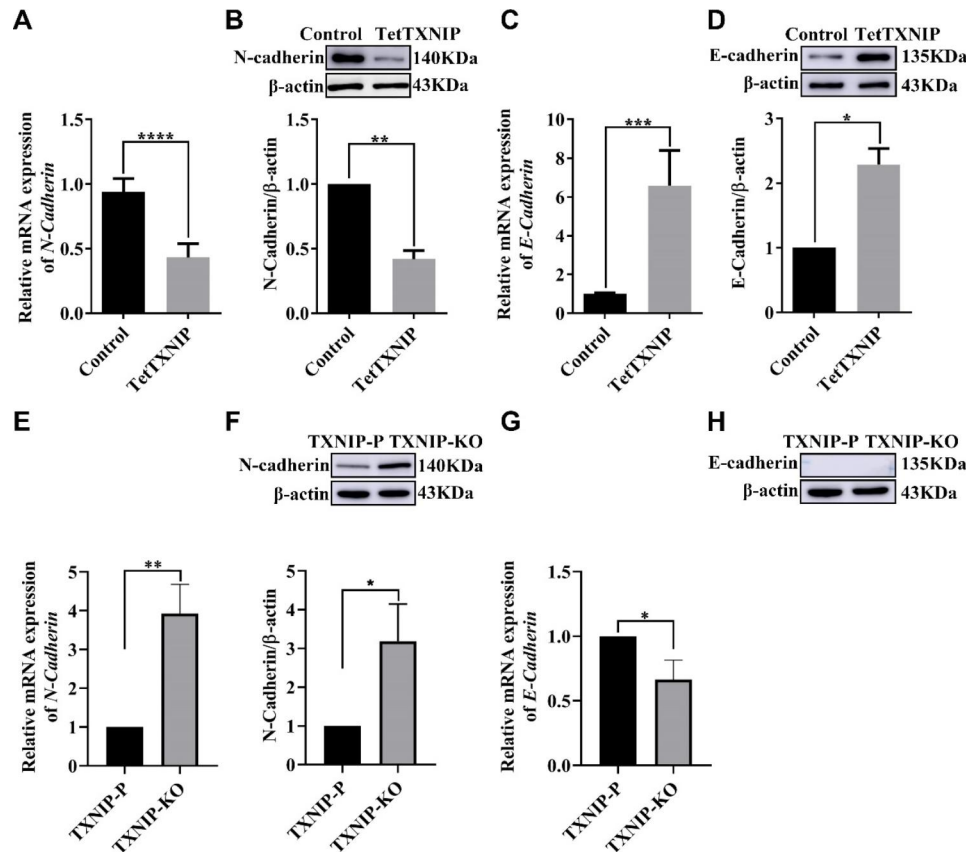 A
Relative mRNA expression
of N-Cadherin
1.5
1.0
0.5
0.0
****
Control
TetTXNIP
B
Control TetTXNIP
N-cadherin 140KDa
β-actin 43KDa
N-Cadherin/β-actin
1.5
1.0
0.5
0.0
**
Control
TetTXNIP
C
Relative mRNA expression
of E-Cadherin
10
8
6
4
2
0
***
Control
TetTXNIP
D
Control TetTXNIP
E-cadherin 135KDa
β-actin 43KDa
E-Cadherin/β-actin
3
2
1
0
*
Control
TetTXNIP
E
Relative mRNA expression
of N-Cadherin
5
4
3
2
1
0
**
TXNIP-P
TXNIP-KO
F
TXNIP-P TXNIP-KO
N-cadherin 140KDa
β-actin 43KDa
N-Cadherin/β-actin
5
4
3
2
1
0
*
TXNIP-P
TXNIP-KO
G
Relative mRNA expression
of E-Cadherin
1.5
1.0
0.5
0.0
*
TXNIP-P
TXNIP-KO
H
TXNIP-P TXNIP-KO
E-cadherin 135KDa
β-actin 43KDa